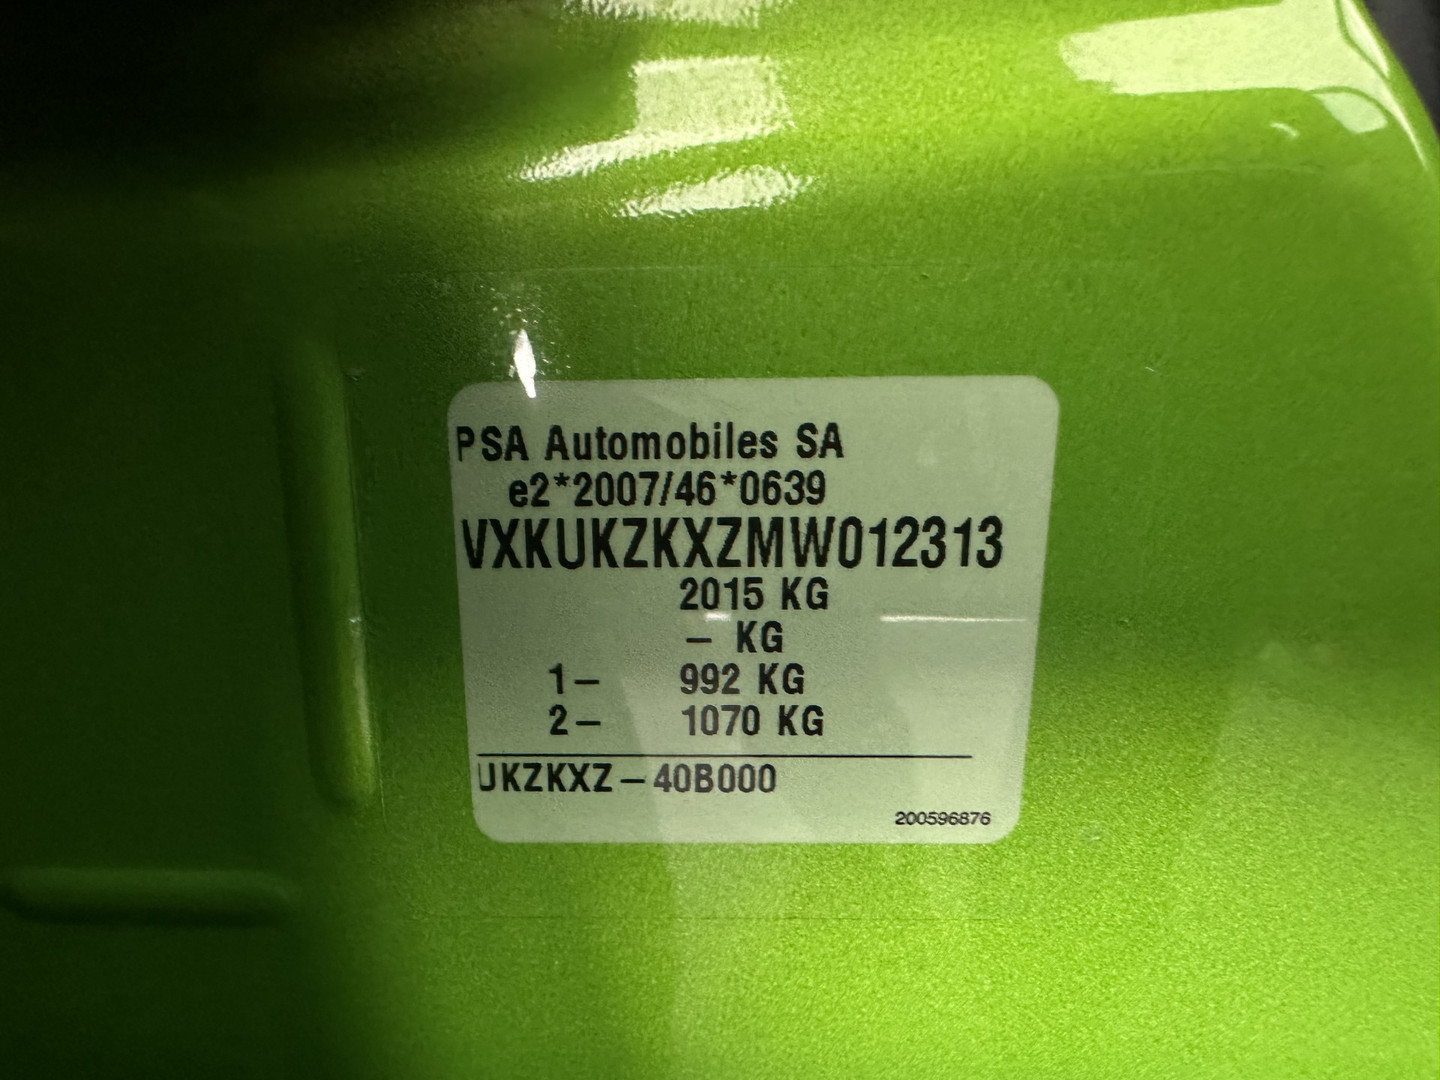 PSA Automobiles SA
e2*2007/46*0639
VXKUKZKXZMW012313
2015 KG
– KG
1– 992 KG
2– 1070 KG
UKZKXZ–40B000
200596876